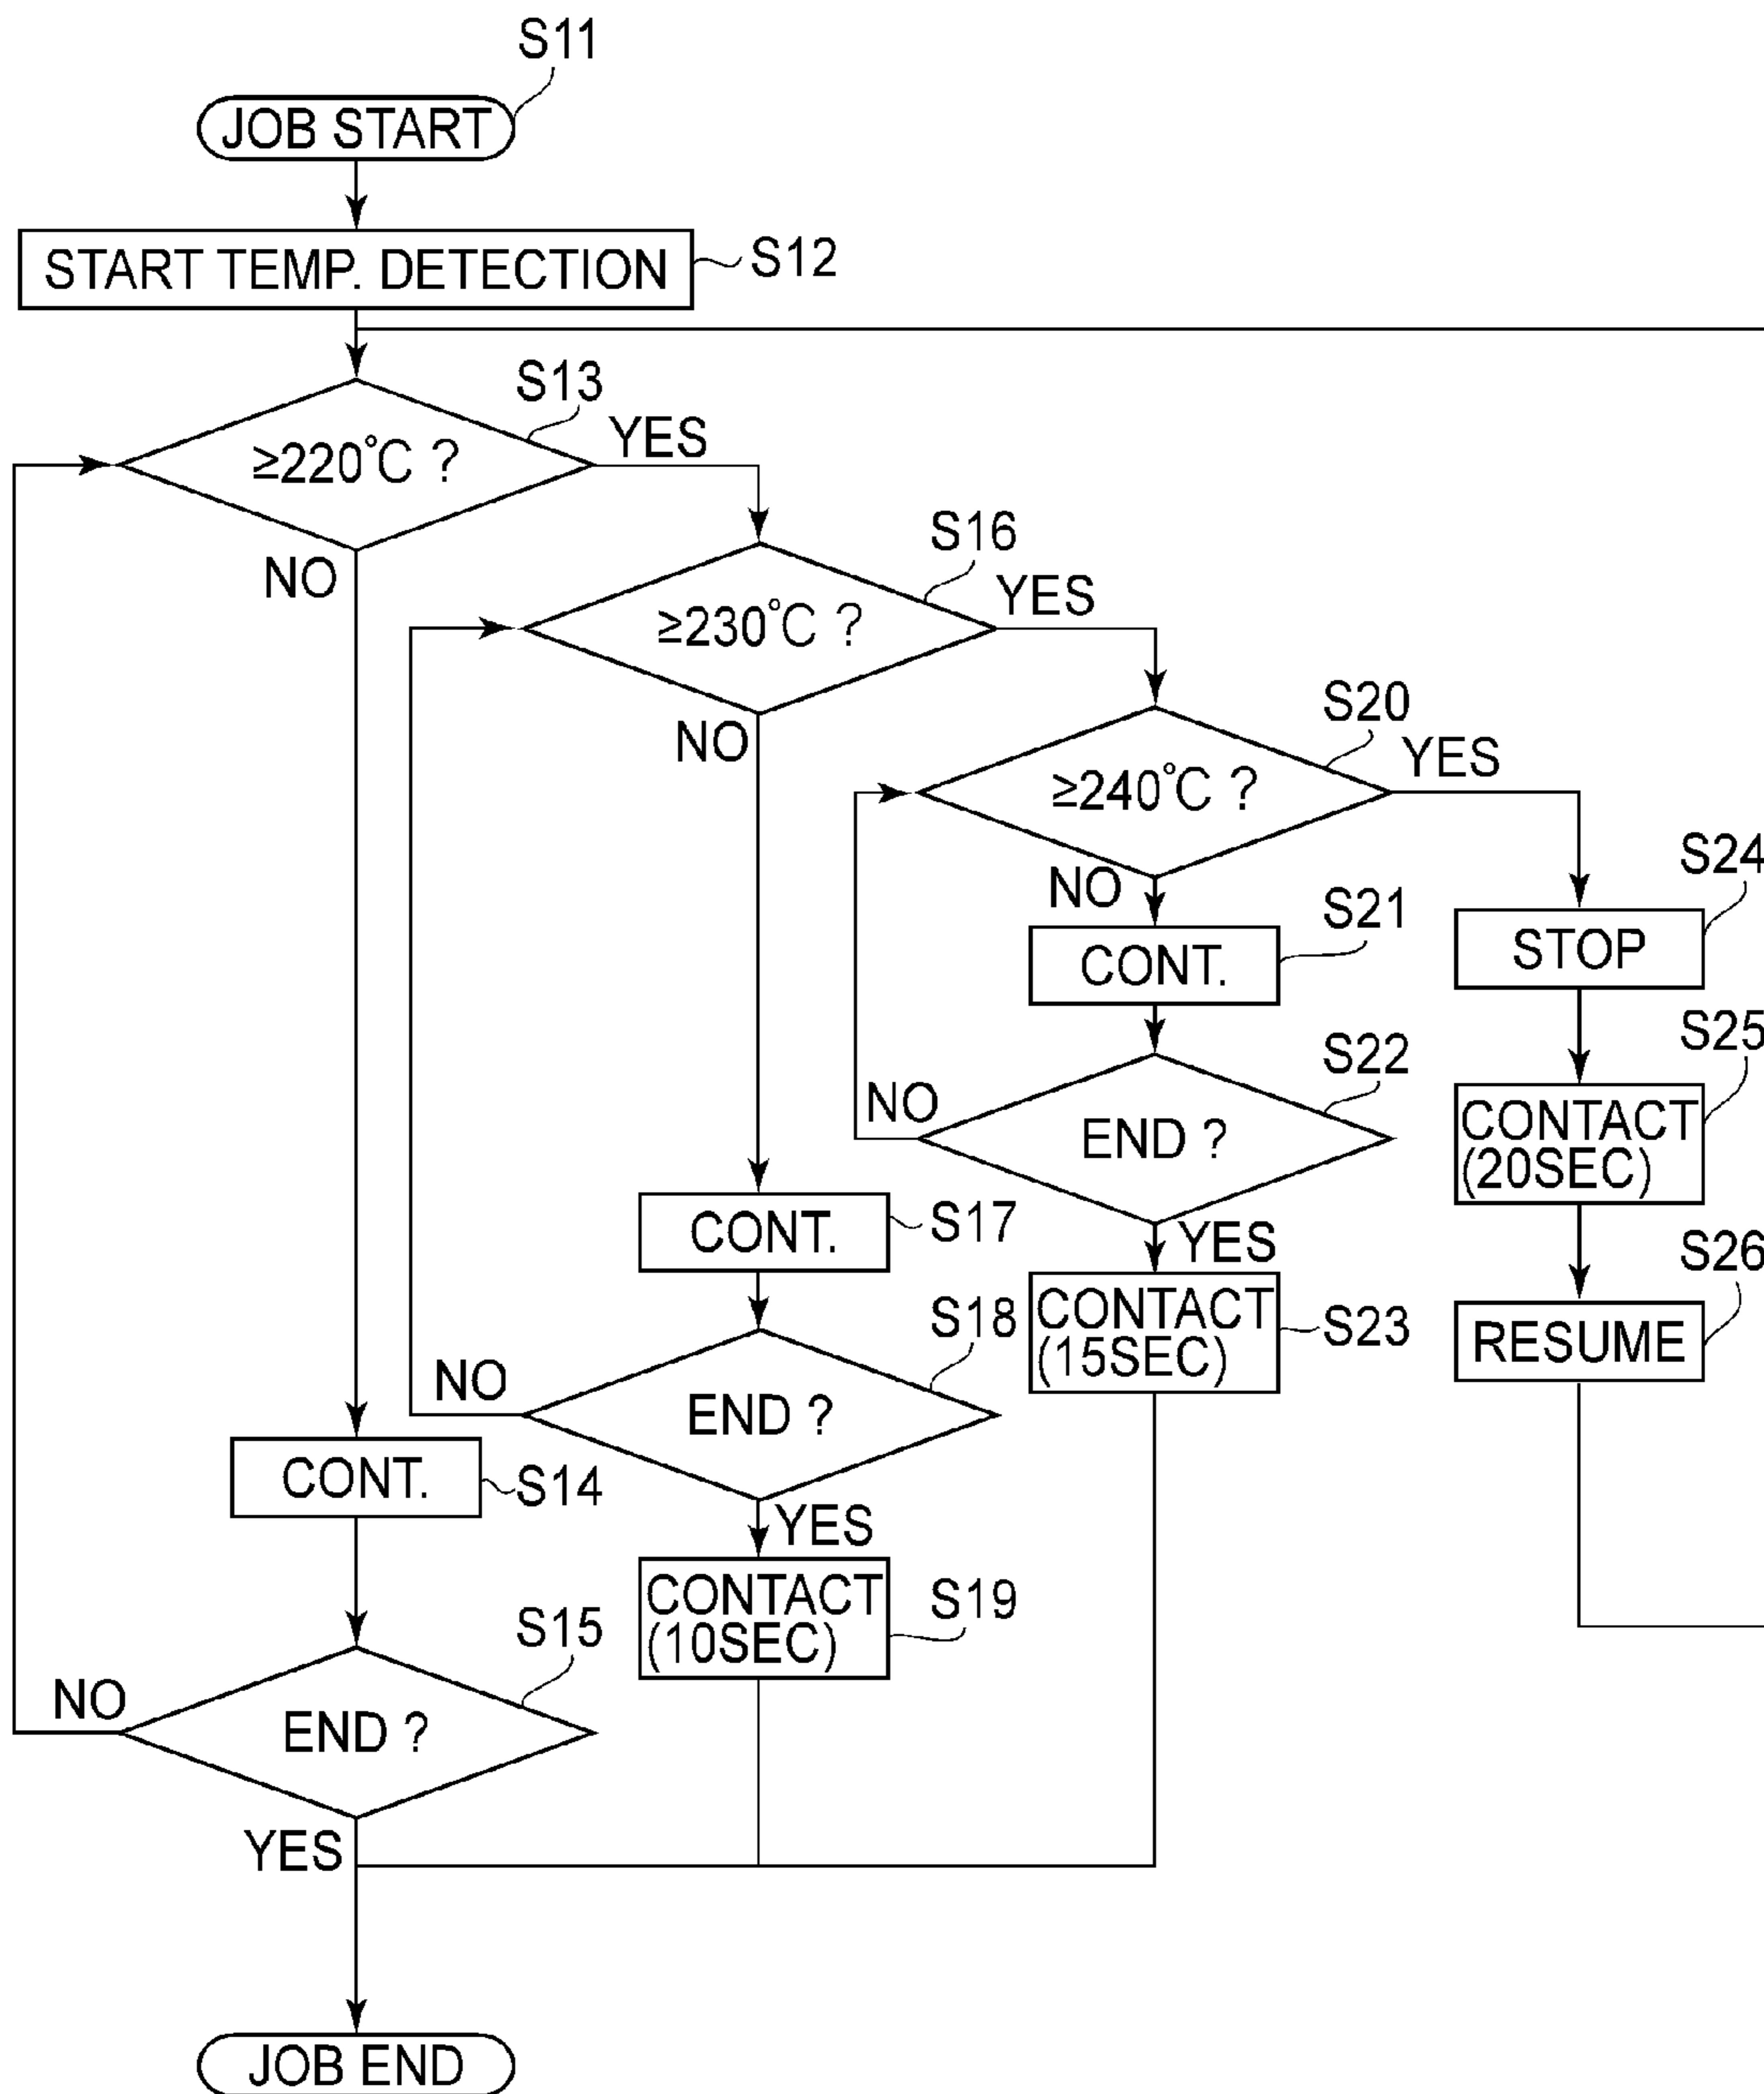 S11
JOB START
START TEMP. DETECTION
S12
S13
≥220°C ?
YES
NO
S16
≥230°C ?
YES
NO
S20
≥240°C ?
YES
NO
S21
CONT.
S24
STOP
S22
END ?
NO
YES
S25
CONTACT
(20SEC)
S17
CONT.
S23
CONTACT
(15SEC)
S26
RESUME
S18
END ?
NO
YES
S14
CONT.
S19
CONTACT
(10SEC)
S15
END ?
NO
YES
JOB END